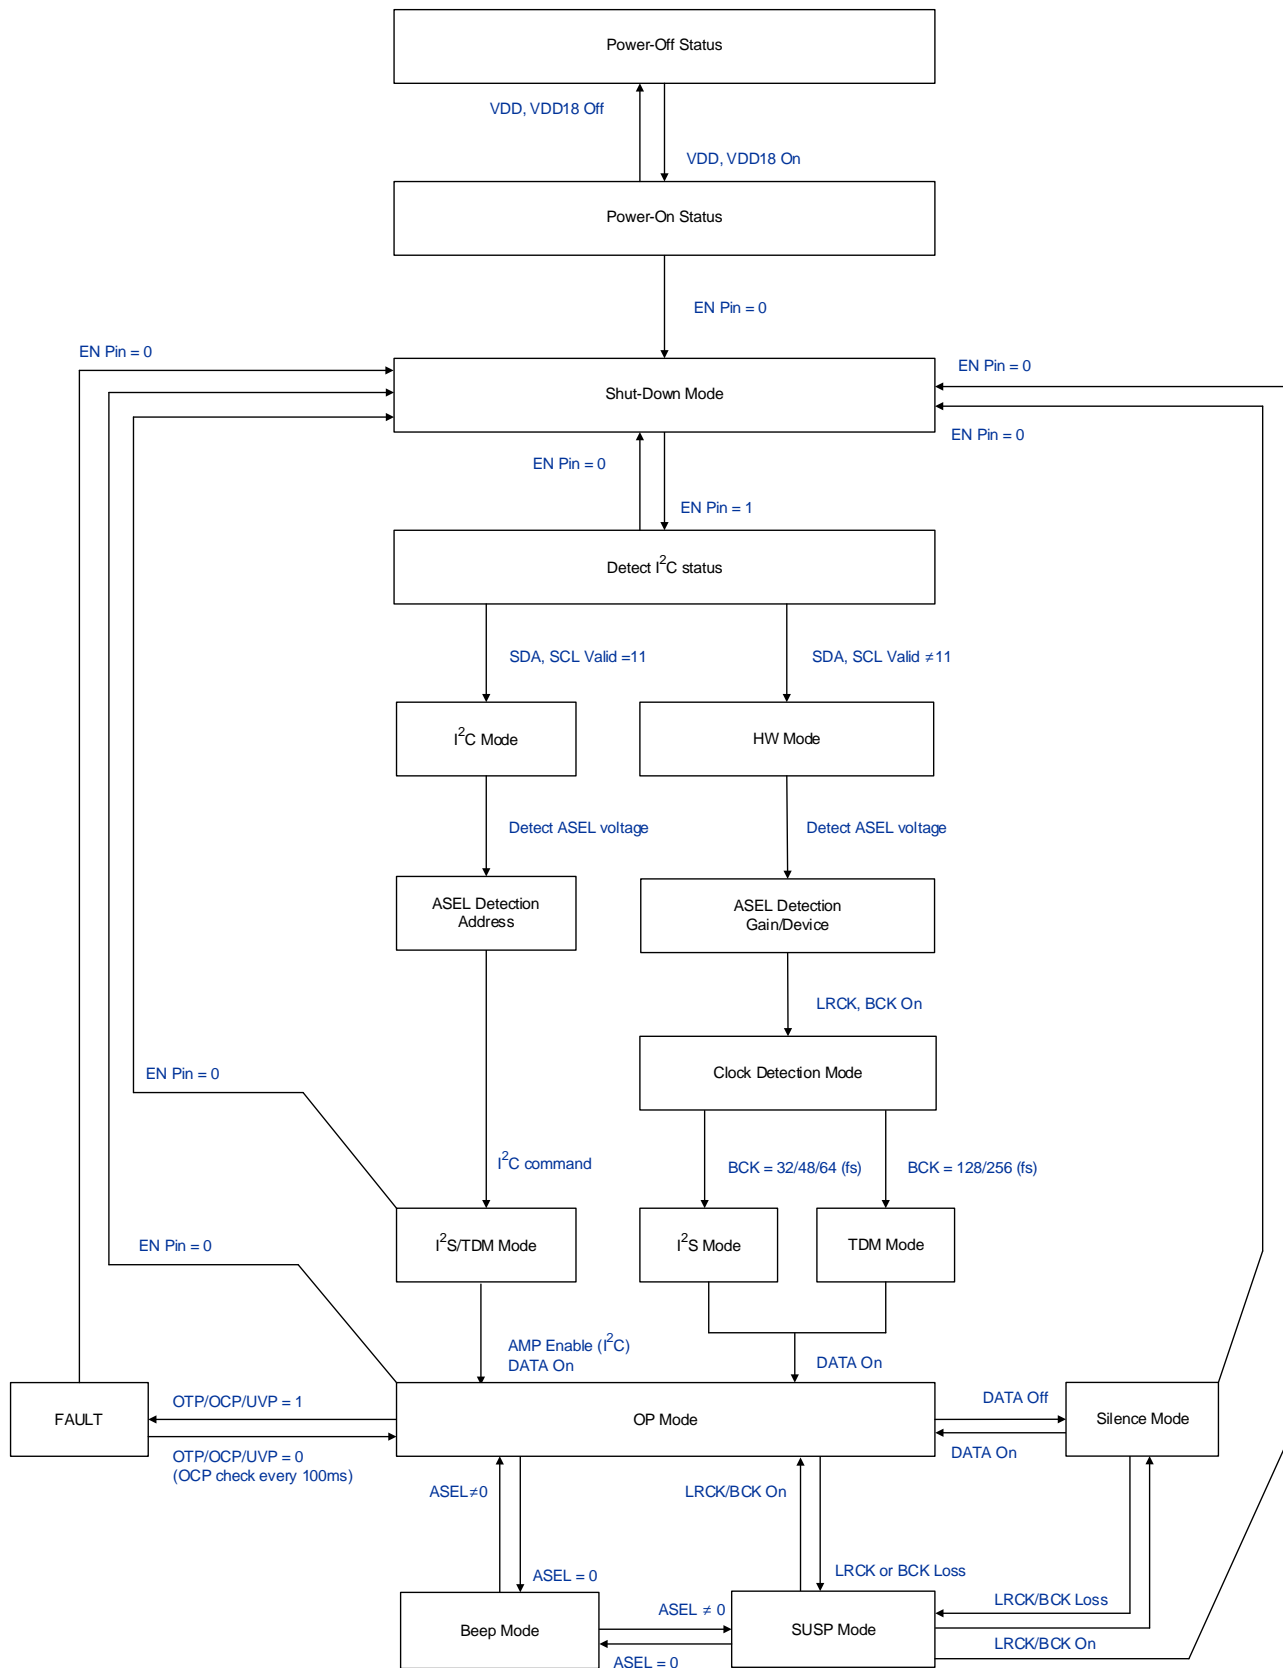 Power-Off Status
VDD, VDD18 Off
VDD, VDD18 On
Power-On Status
EN Pin = 0
EN Pin = 0
EN Pin = 0
Shut-Down Mode
EN Pin = 0
EN Pin = 0
EN Pin = 1
Detect I²C status
SDA, SCL Valid =11
SDA, SCL Valid ≠11
I²C Mode
HW Mode
Detect ASEL voltage
Detect ASEL voltage
ASEL Detection
Address
ASEL Detection
Gain/Device
LRCK, BCK On
Clock Detection Mode
EN Pin = 0
I²C command
BCK = 32/48/64 (fs)
BCK = 128/256 (fs)
EN Pin = 0
I²S/TDM Mode
I²S Mode
TDM Mode
AMP Enable (I²C)
DATA On
DATA On
FAULT
OTP/OCP/UVP = 1
OTP/OCP/UVP = 0
(OCP check every 100ms)
OP Mode
DATA Off
DATA On
Silence Mode
ASEL≠0
LRCK/BCK On
ASEL = 0
LRCK or BCK Loss
LRCK/BCK Loss
Beep Mode
ASEL ≠ 0
ASEL = 0
SUSP Mode
LRCK/BCK On